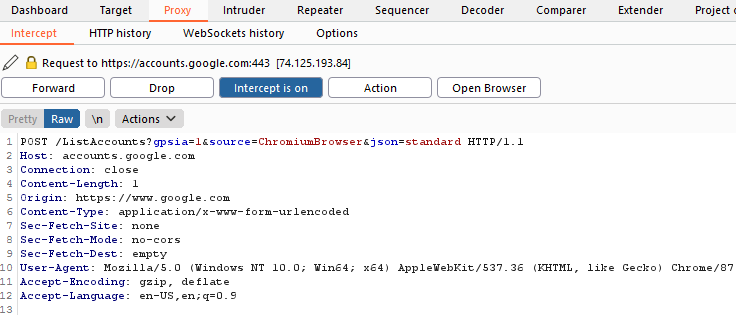 Dashboard Target Proxy Intruder Repeater Sequencer Decoder Comparer Extender Project o
Intercept HTTP history WebSockets history Options
Request to https://accounts.google.com:443 [74.125.193.84]
Forward Drop Intercept is on Action Open Browser
Pretty Raw \n Actions
1 POST /ListAccounts?gpsia=1&source=ChromiumBrowser&json=standard HTTP/1.1
2 Host: accounts.google.com
3 Connection: close
4 Content-Length: 1
5 Origin: https://www.google.com
6 Content-Type: application/x-www-form-urlencoded
7 Sec-Fetch-Site: none
8 Sec-Fetch-Mode: no-cors
9 Sec-Fetch-Dest: empty
10 User-Agent: Mozilla/5.0 (Windows NT 10.0; Win64; x64) AppleWebKit/537.36 (KHTML, like Gecko) Chrome/87
11 Accept-Encoding: gzip, deflate
12 Accept-Language: en-US,en;q=0.9
13